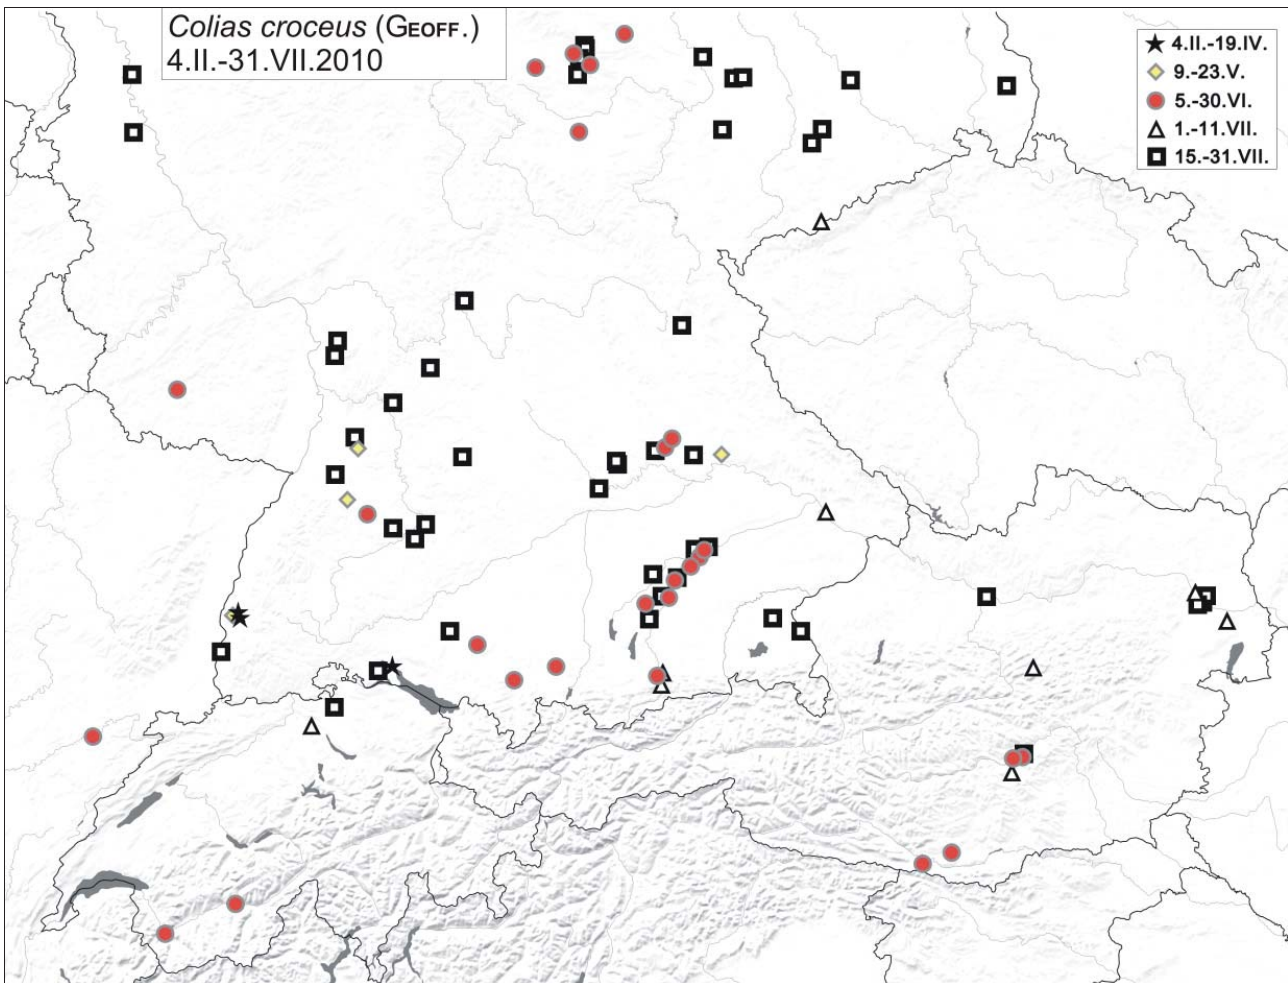 Colias croceus (GEOFF.)
4.II.-31.VII.2010
4.II.-19.IV.
9.-23.V.
5.-30.VI.
1.-11.VII.
15.-31.VII.